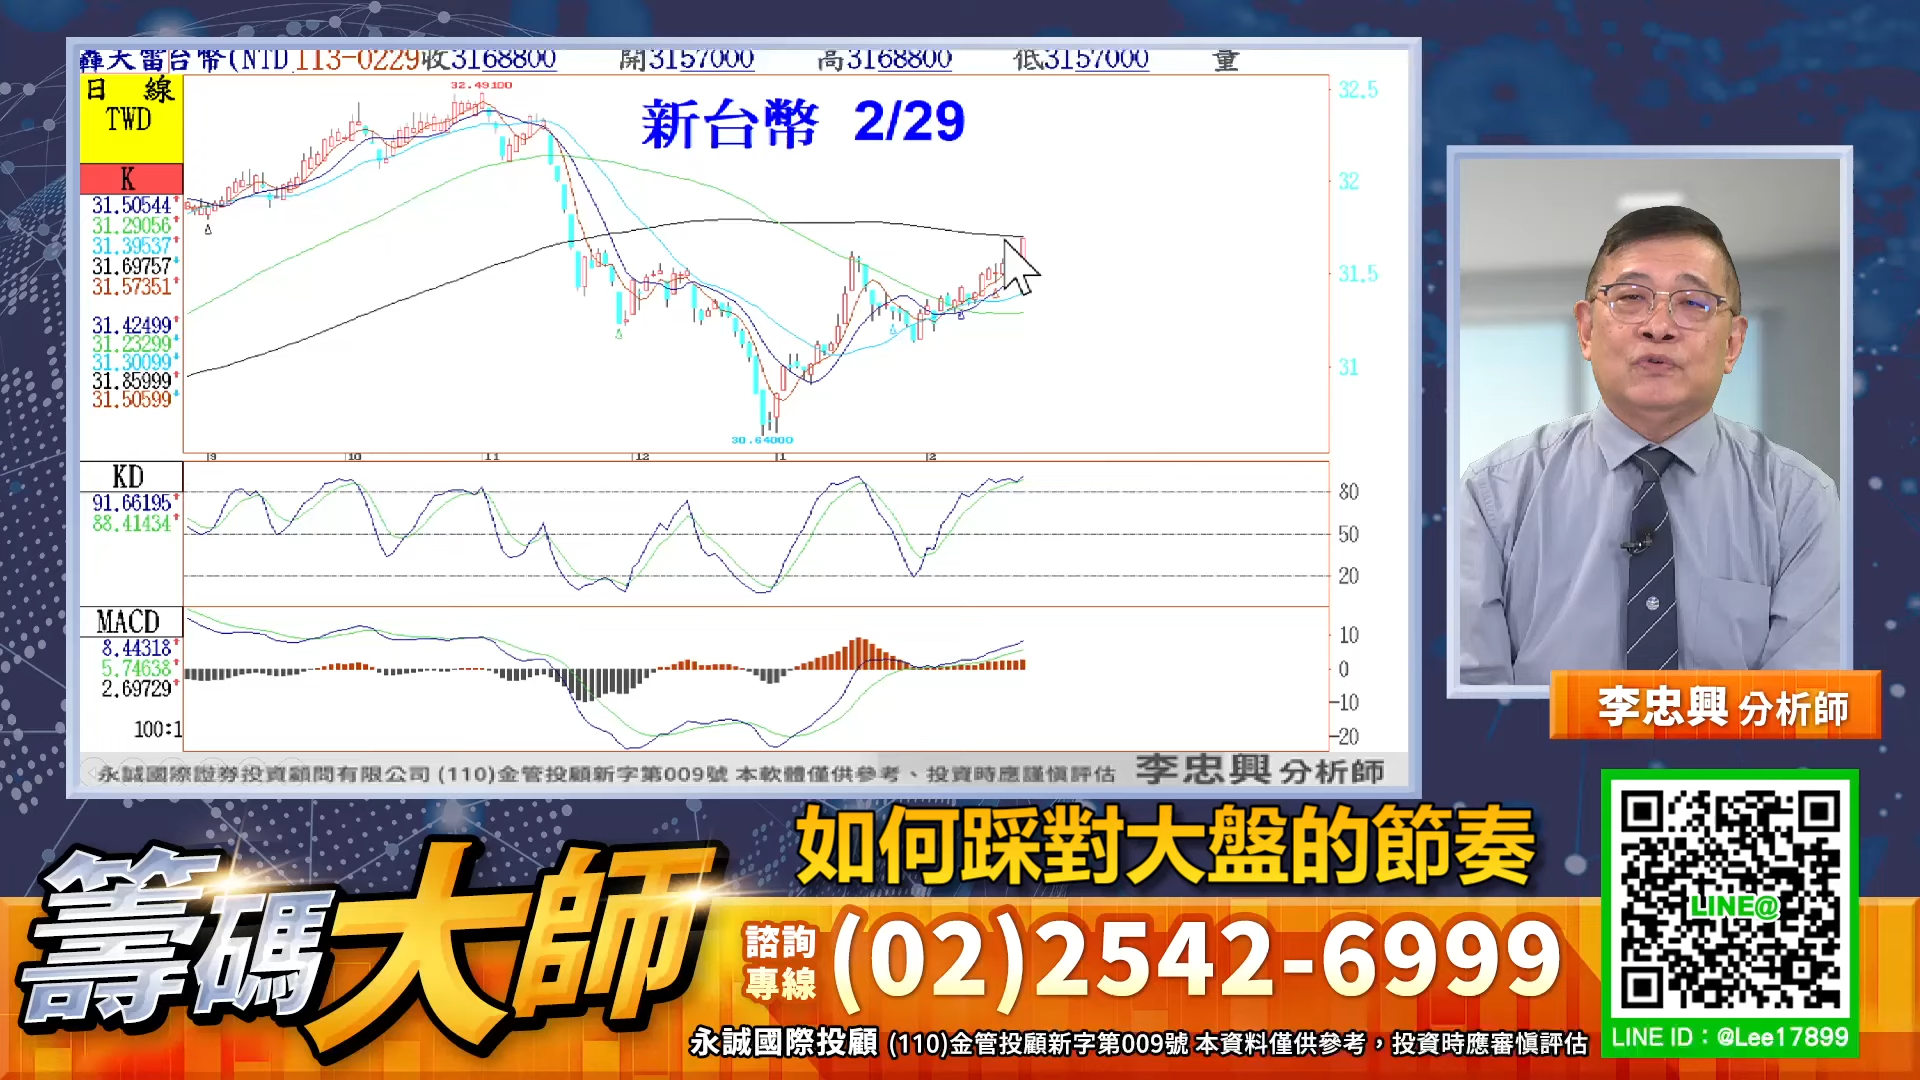 轟天雷台幣(NTD 113-0229收3168800 開3157000 高3168800 低3157000 量
日 線
TWD
K
31.50544
31.29056
31.39537
31.69757
31.57351
31.42499
31.23299
31.30099
31.85999
31.50599
新台幣 2/29
32.49100
30.64000
32.5
32
31.5
31
9 10 11 12 1 2
KD
91.66195
88.41434
80
50
20
MACD
8.44318
5.74638
2.69729
100:1
10
0
-10
-20
永誠國際證券投資顧問有限公司 (110)金管投顧新字第009號 本軟體僅供參考、投資時應謹慎評估 李忠興 分析師
李忠興 分析師
如何踩對大盤的節奏
籌碼大師
諮詢專線 (02)2542-6999
永誠國際投顧 (110)金管投顧新字第009號 本資料僅供參考，投資時應審慎評估
LINE@
LINE ID：@Lee17899